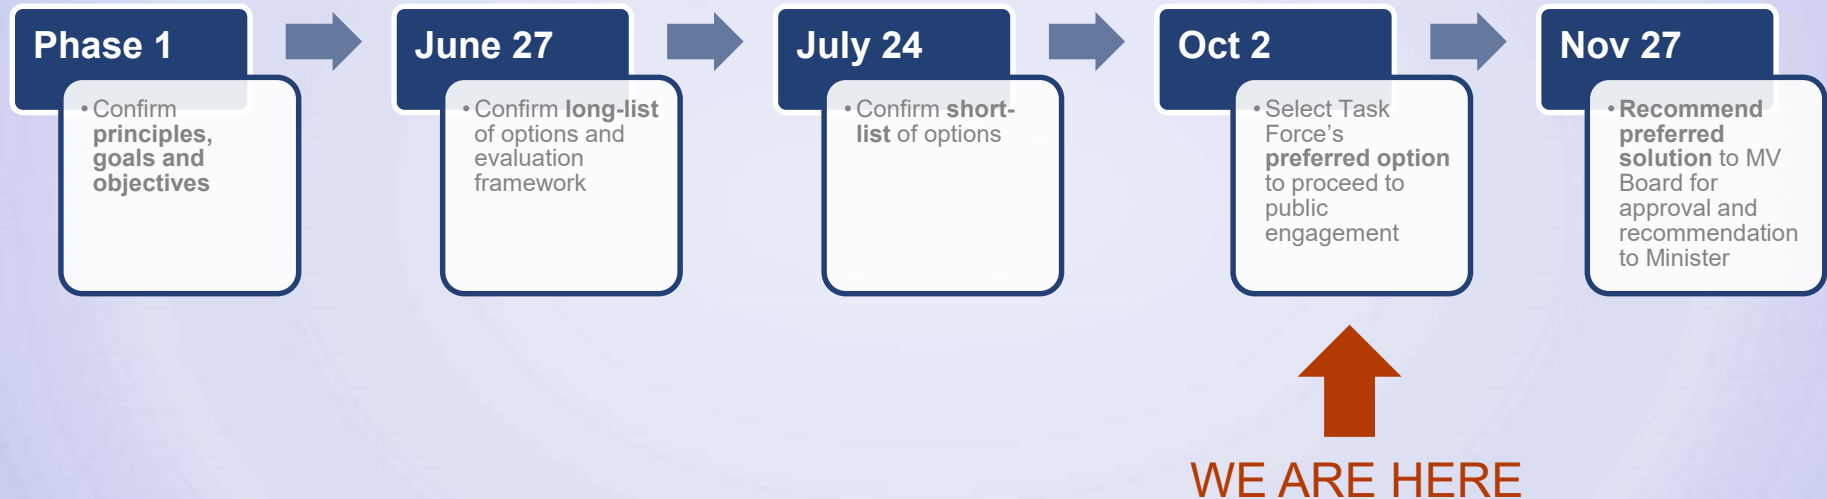 Phase 1
• Confirm
principles,
goals and
objectives
June 27
• Confirm long-list
of options and
evaluation
framework
July 24
• Confirm short-
list of options
Oct 2
• Select Task
Force’s
preferred option
to proceed to
public
engagement
Nov 27
• Recommend
preferred
solution to MV
Board for
approval and
recommendation
to Minister
WE ARE HERE